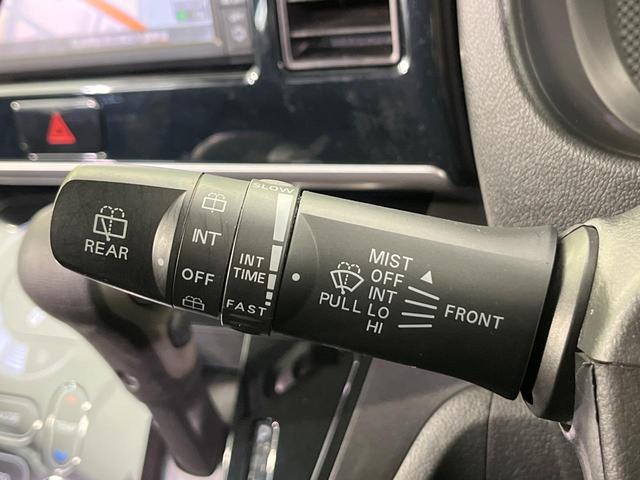 REAR
INT
OFF
SLOW
INT
TIME
FAST
PULL
MIST
OFF
INT
LO
HI
FRONT